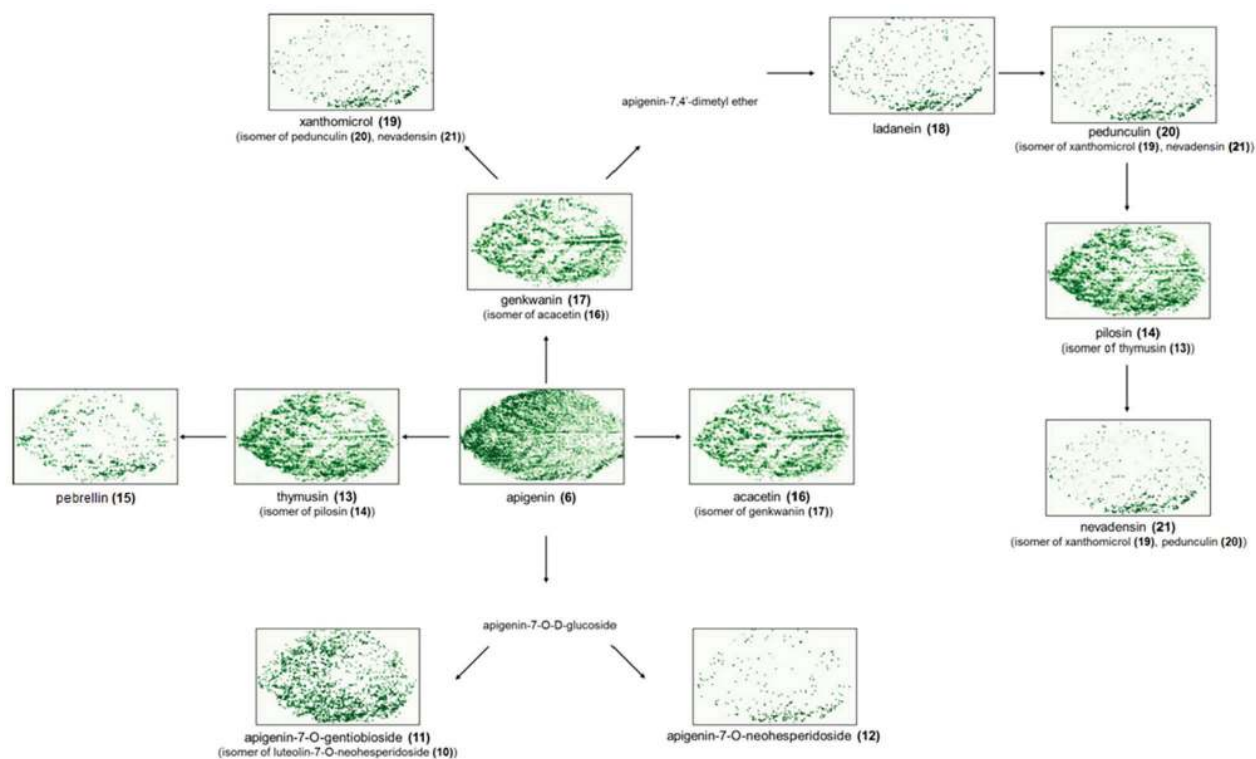 apigenin-7,4'-dimetyl ether
xanthomicrol (19)
(isomer of pedunculin (20), nevadensin (21))
ladanein (18)
pedunculin (20)
(isomer of xanthomicrol (19), nevadensin (21))
genkwanin (17)
(isomer of acacetin (16))
pilosin (14)
(isomer of thymusin (13))
pebrellin (15)
thymusin (13)
(isomer of pilosin (14))
apigenin (6)
acacetin (16)
(isomer of genkwanin (17))
nevadensin (21)
(isomer of xanthomicrol (19), pedunculin (20))
apigenin-7-O-D-glucoside
apigenin-7-O-gentiobioside (11)
(isomer of luteolin-7-O-neohesperidoside (10))
apigenin-7-O-neohesperidoside (12)